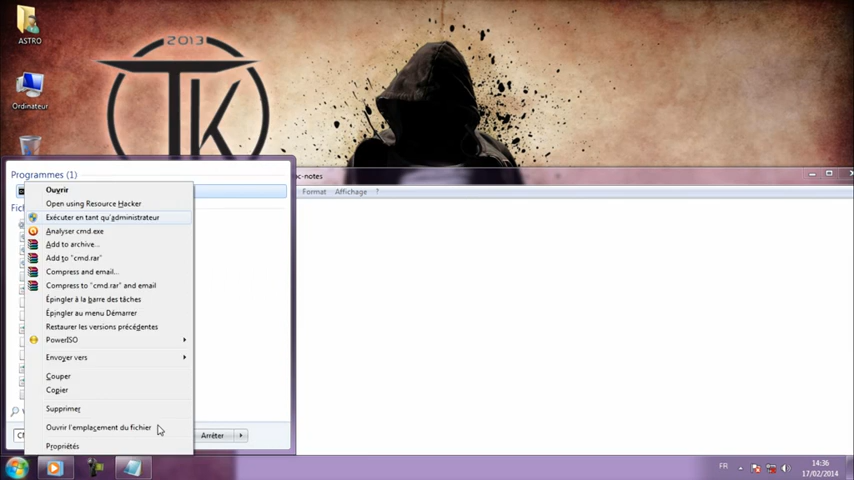 2013
TK
ASTRO
Ordinateur
Programmes (1)
oc-notes
Format Affichage ?
Ouvrir
Open using Resource Hacker
Exécuter en tant qu'administrateur
Analyser cmd.exe
Add to archive...
Add to "cmd.rar"
Compress and email...
Compress to "cmd.rar" and email
Épingler à la barre des tâches
Épingler au menu Démarrer
Restaurer les versions précédentes
PowerISO
Envoyer vers
Couper
Copier
Supprimer
Ouvrir l'emplacement du fichier
Propriétés
Arrêter
FR
14:36
17/02/2014